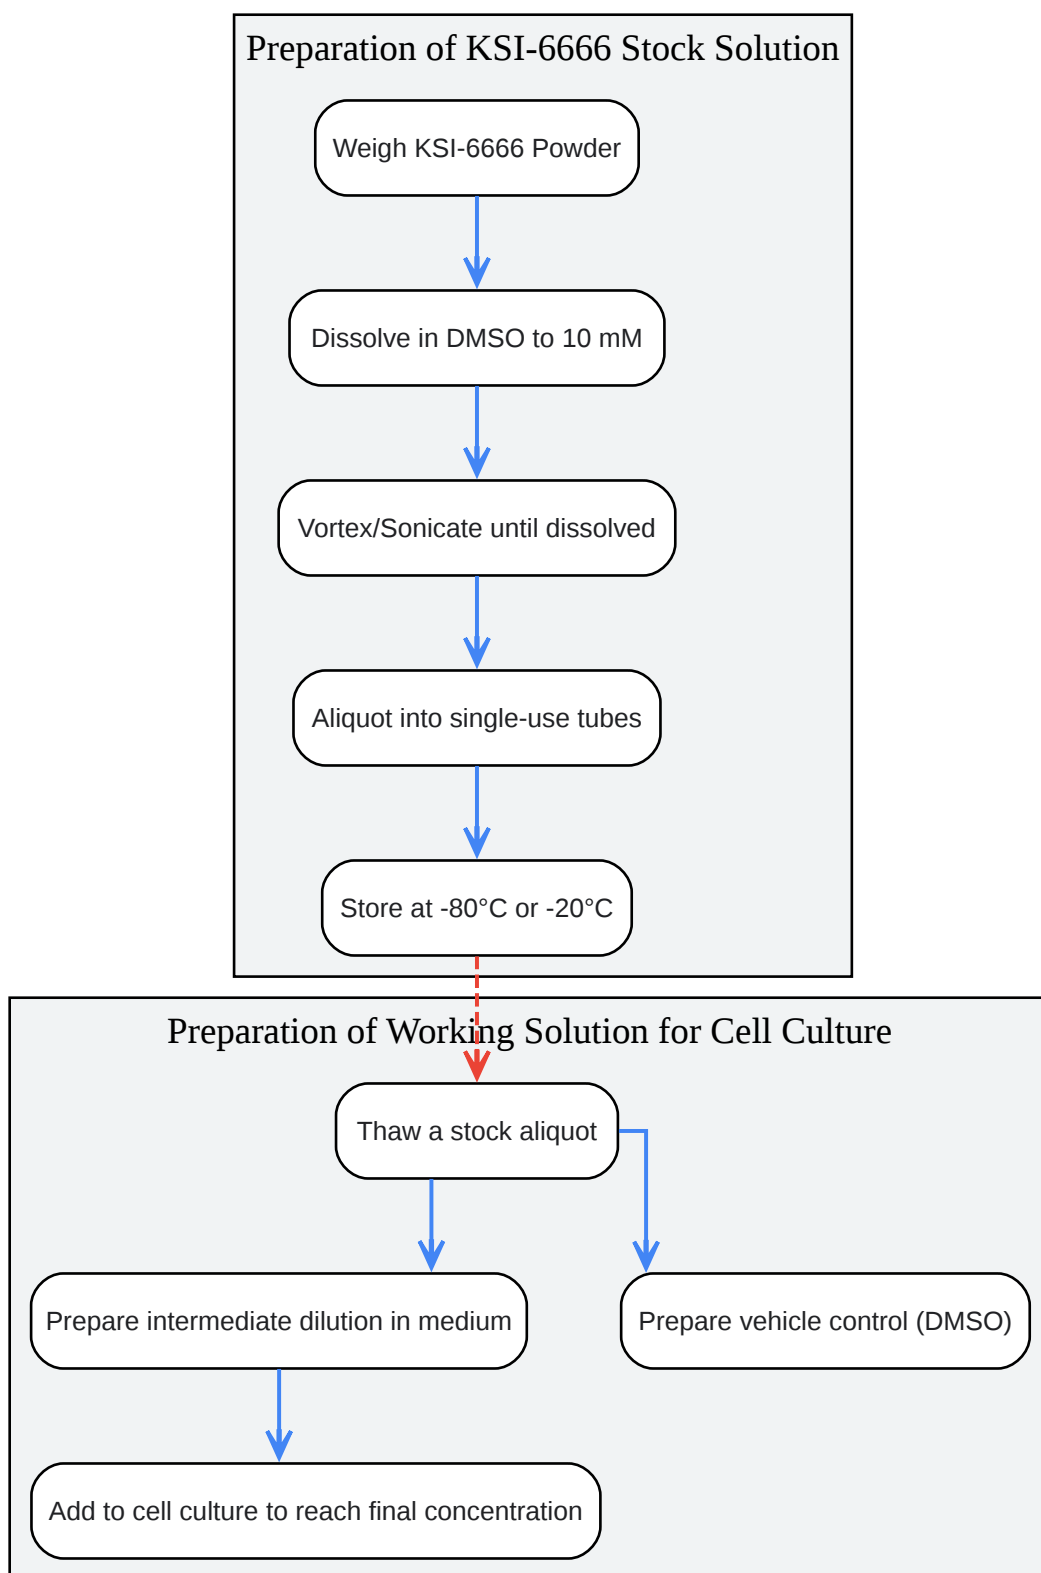 Preparation of KSI-6666 Stock Solution
Weigh KSI-6666 Powder
Dissolve in DMSO to 10 mM
Vortex/Sonicate until dissolved
Aliquot into single-use tubes
Store at -80°C or -20°C
Preparation of Working Solution for Cell Culture
Thaw a stock aliquot
Prepare intermediate dilution in medium
Prepare vehicle control (DMSO)
Add to cell culture to reach final concentration